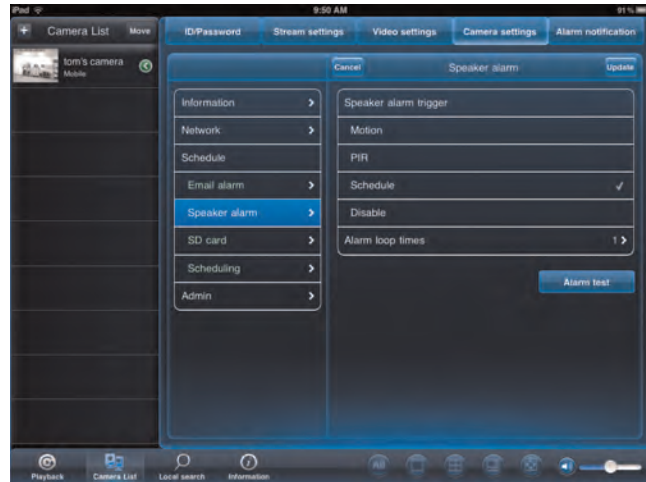 iPad 9:50 AM 91%
Camera List Move
ID/Password Stream settings Video settings Camera settings Alarm notification
tom's camera
Mobile
Cancel Speaker alarm Update
Information
Network
Schedule
Email alarm
Speaker alarm
SD card
Scheduling
Admin
Speaker alarm trigger
Motion
PIR
Schedule
Disable
Alarm loop times 1
Alarm test
Playback Camera List Local search Information
All